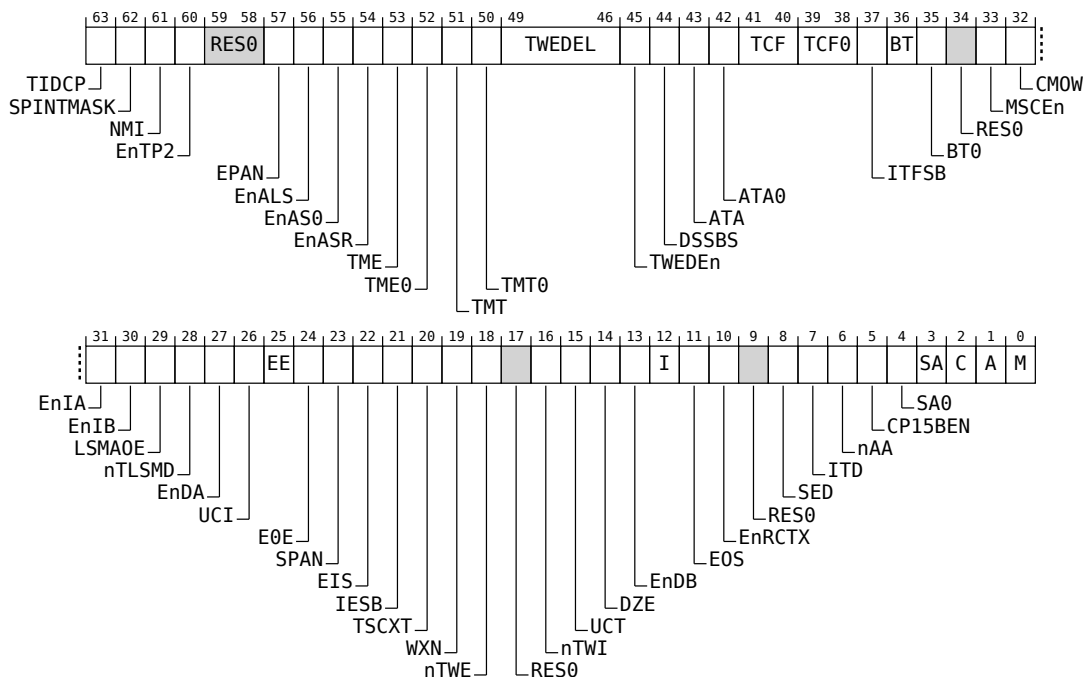 63 62 61 60 59 58 57 56 55 54 53 52 51 50 49 46 45 44 43 42 41 40 39 38 37 36 35 34 33 32
RES0 TWEDEL TCF TCF0 BT
TIDCP CMOW
SPINTMASK MSCEn
NMI RES0
EnTP2 BT0
EPAN ITFSB
EnALS ATA0
EnAS0 ATA
EnASR DSSBS
TME TWEDEn
TME0 TMT0
TMT
31 30 29 28 27 26 25 24 23 22 21 20 19 18 17 16 15 14 13 12 11 10 9 8 7 6 5 4 3 2 1 0
EE I SA C A M
EnIA SA0
EnIB CP15BEN
LSMAOE nAA
nTLSMD ITD
EnDA SED
UCI RES0
E0E EnRCTX
SPAN EOS
EIS EnDB
IESB DZE
TSCXT UCT
WXN nTWI
nTWE RES0